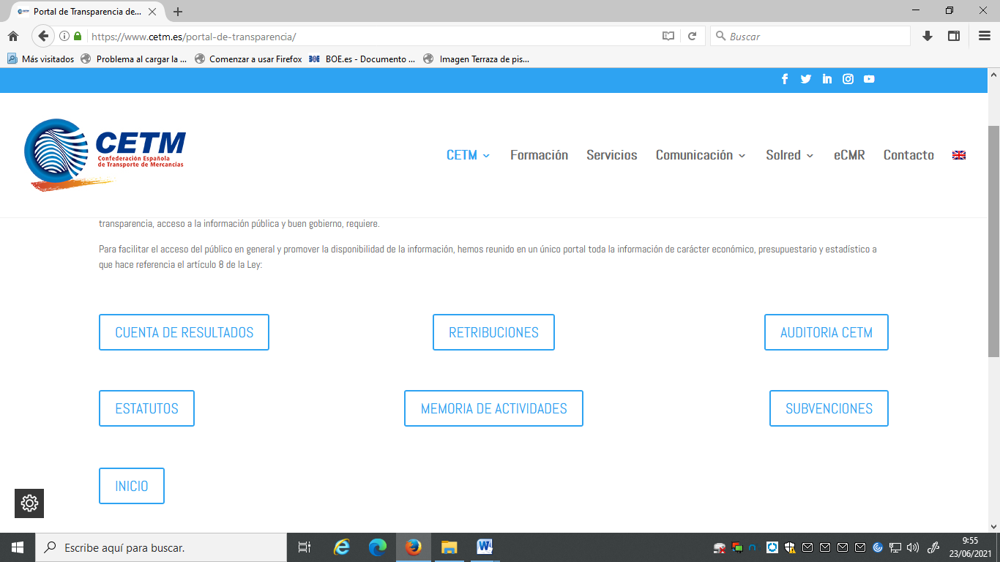 Portal de Transparencia de...
https://www.cetm.es/portal-de-transparencia/
Buscar
Más visitados
Problema al cargar la ...
Comenzar a usar Firefox
BOE.es - Documento ...
Imagen Terraza de pis...
CETM
Confederación Española
de Transporte de Mercancías
CETM
Formación
Servicios
Comunicación
Solred
eCMR
Contacto
transparencia, acceso a la información pública y buen gobierno, requiere.
Para facilitar el acceso del público en general y promover la disponibilidad de la información, hemos reunido en un único portal toda la información de carácter económico, presupuestario y estadístico a
que hace referencia el artículo 8 de la Ley:
CUENTA DE RESULTADOS
RETRIBUCIONES
AUDITORIA CETM
ESTATUTOS
MEMORIA DE ACTIVIDADES
SUBVENCIONES
INICIO
Escribe aquí para buscar.
9:55
23/06/2021